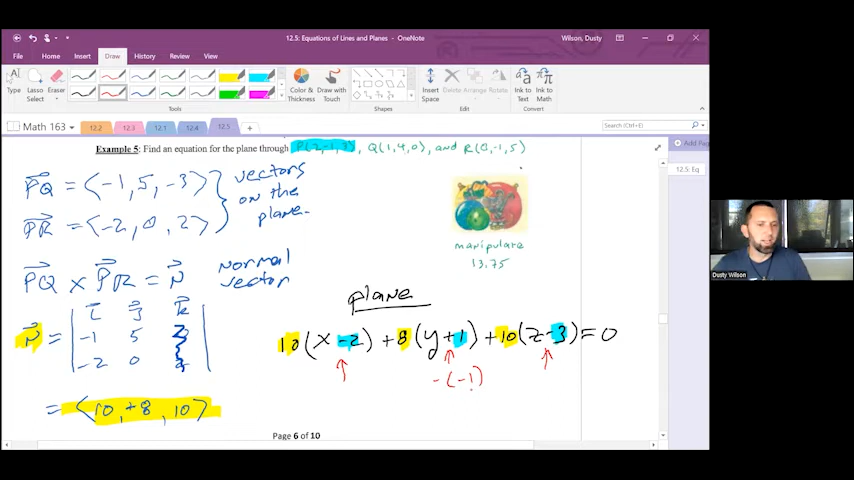 12.5: Equations of Lines and Planes - OneNote
Wilson, Dusty
File Home Insert Draw History Review View
Type
Lasso Select
Eraser
Color & Thickness
Draw with Touch
Insert Space
Delete
Arrange
Rotate
Ink to Text
Ink to Math
Tools
Shapes
Edit
Convert
Math 163
12.2
12.3
12.1
12.4
12.5
+
Search (Ctrl+E)
Add Pag
12.5: Eq
Example 5: Find an equation for the plane through P(2,-1,3), Q(1,4,0), and R(0,-1,5)
PQ = <-1, 5, -3>
PR = <-2, 0, 2>
vectors
on the
plane.
manipulate
13.75
PQ x PR = N
Normal
vector
N =
i j k
-1 5
-2 0
= <10, +8, 10>
plane
10(x-2) + 8(y+1) + 10(z-3) = 0
-(-1)
Page 6 of 10
Dusty Wilson